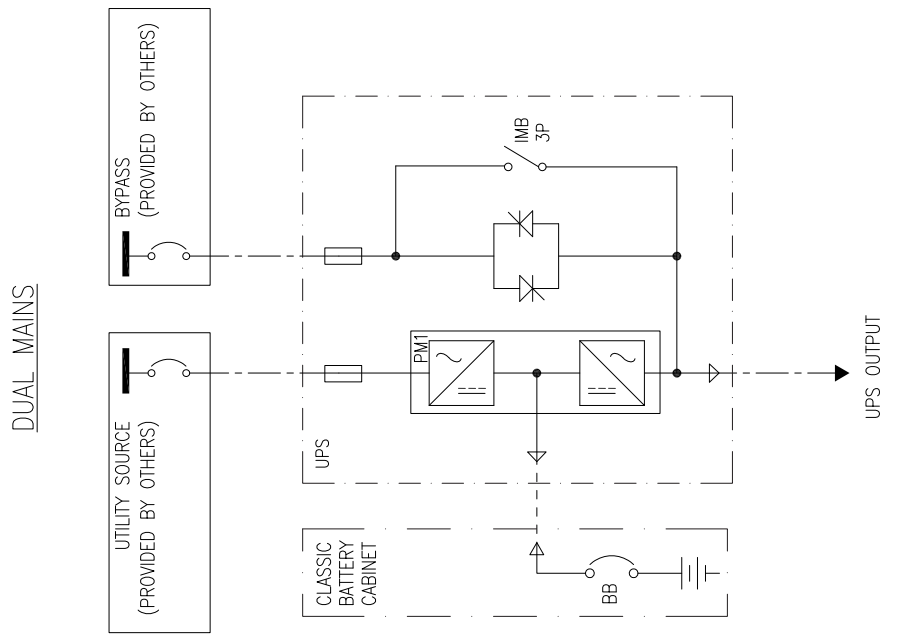 DUAL MAINS
UTILITY SOURCE
(PROVIDED BY OTHERS)
BYPASS
(PROVIDED BY OTHERS)
CLASSIC
BATTERY
CABINET
BB
UPS
PM1
IMB
3P
UPS OUTPUT